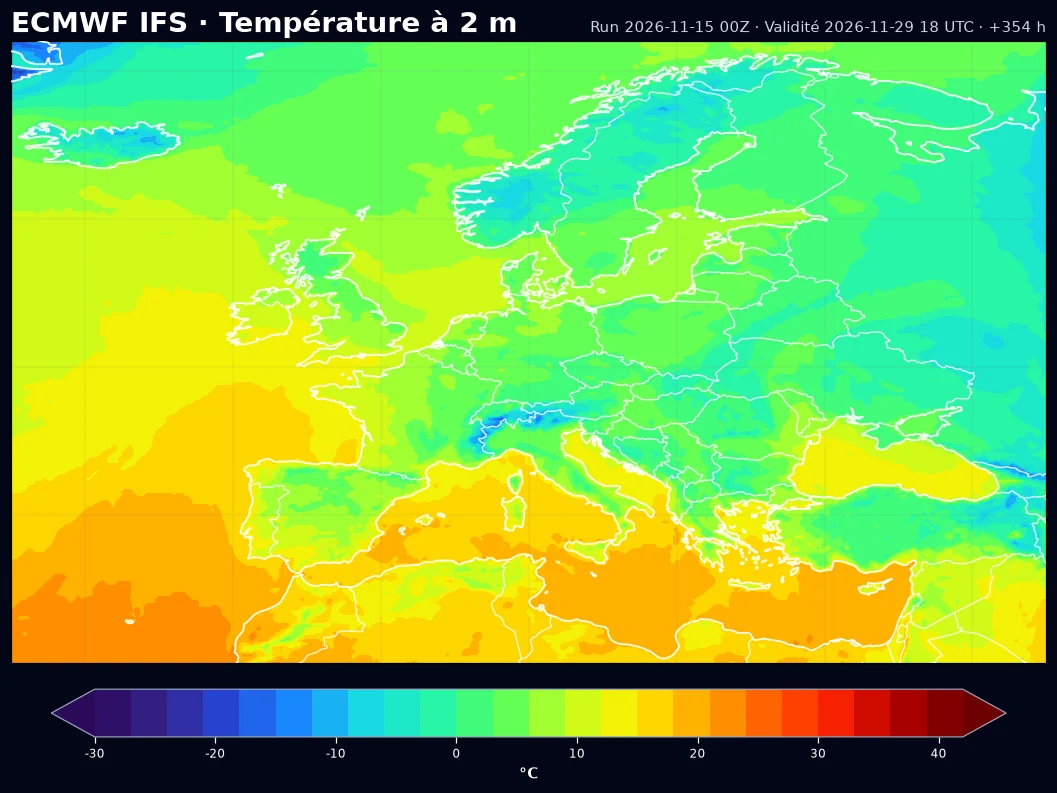 ECMWF IFS · Température à 2 m
Run 2026-11-15 00Z · Validité 2026-11-29 18 UTC · +354 h
-30 -20 -10 0 10 20 30 40
°C